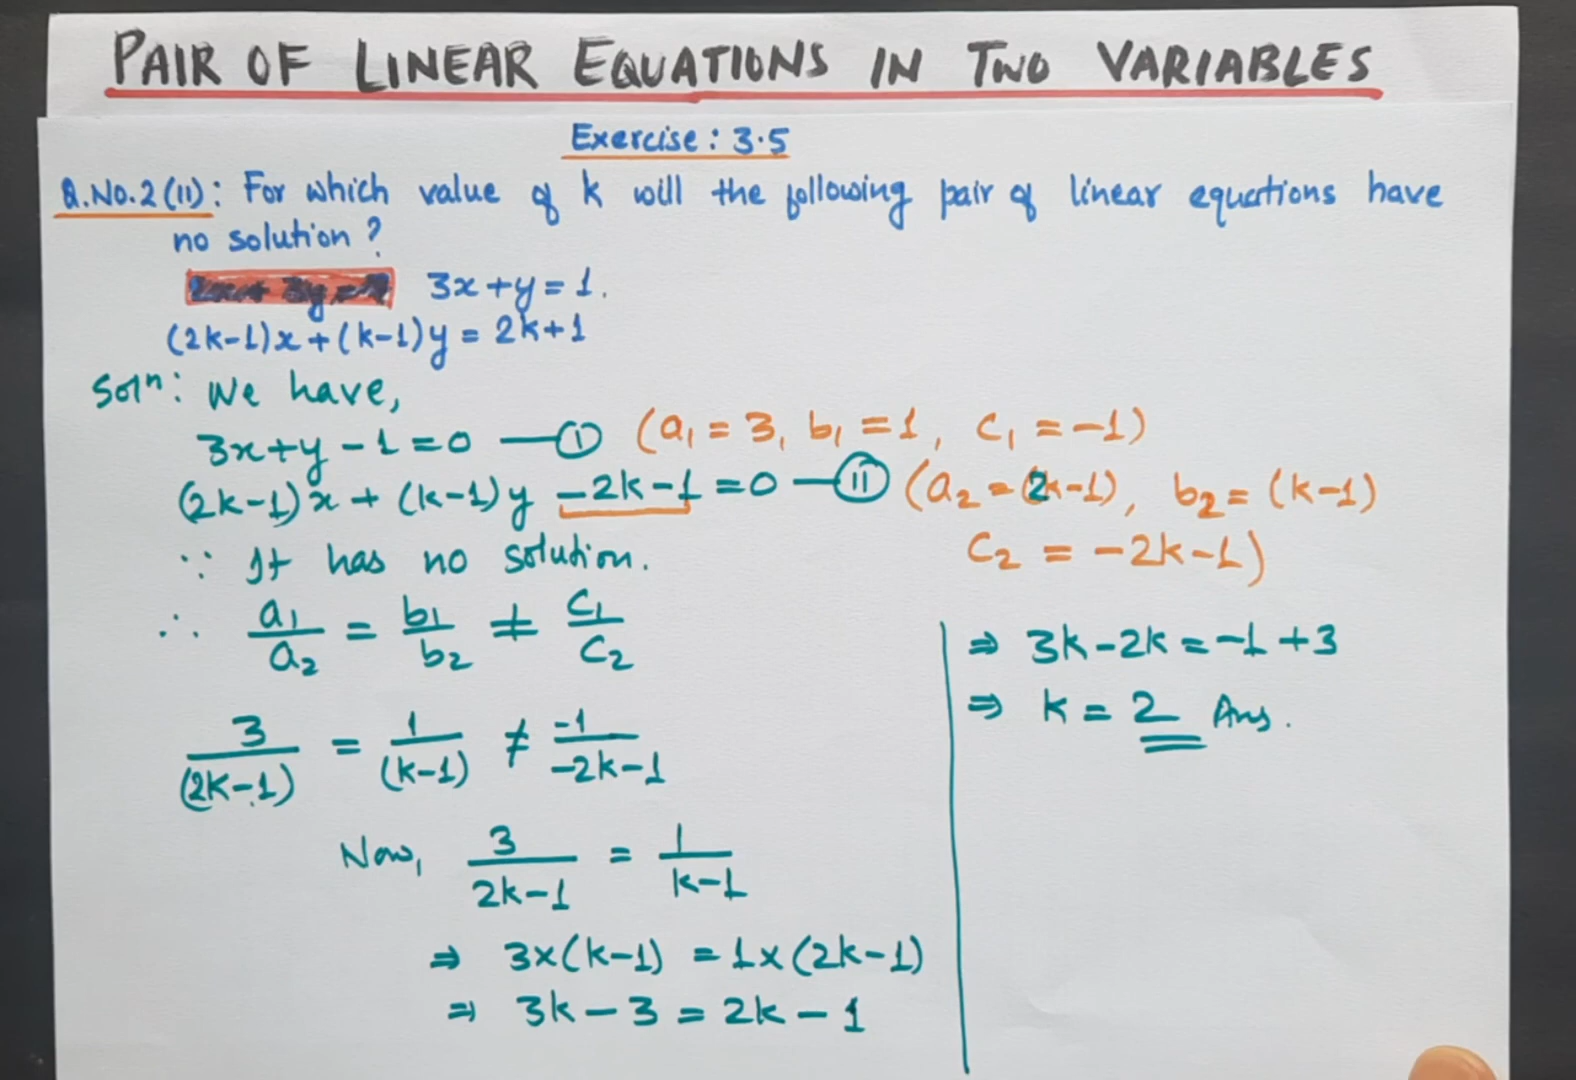 PAIR OF LINEAR EQUATIONS IN TWO VARIABLES
Exercise: 3.5
Q.No.2(11): For which value of k will the following pair of linear equations have
no solution?
3x+y=1.
(2k-1)x+(k-1)y = 2k+1
Solⁿ: We have,
3x+y-1=0 —(I) (a₁=3, b₁=1, c₁=-1)
(2k-1)x+(k-1)y -2k-1=0 —(II) (a₂=(2k-1), b₂=(k-1)
c₂ = -2k-1)
∵ It has no solution.
∴ a₁/a₂ = b₁/b₂ ≠ c₁/c₂
3/(2k-1) = 1/(k-1) ≠ -1/-2k-1
Now, 3/2k-1 = 1/k-1
⇒ 3×(k-1) = 1×(2k-1)
⇒ 3k-3 = 2k-1
⇒ 3k-2k=-1+3
⇒ k = 2 Ans.